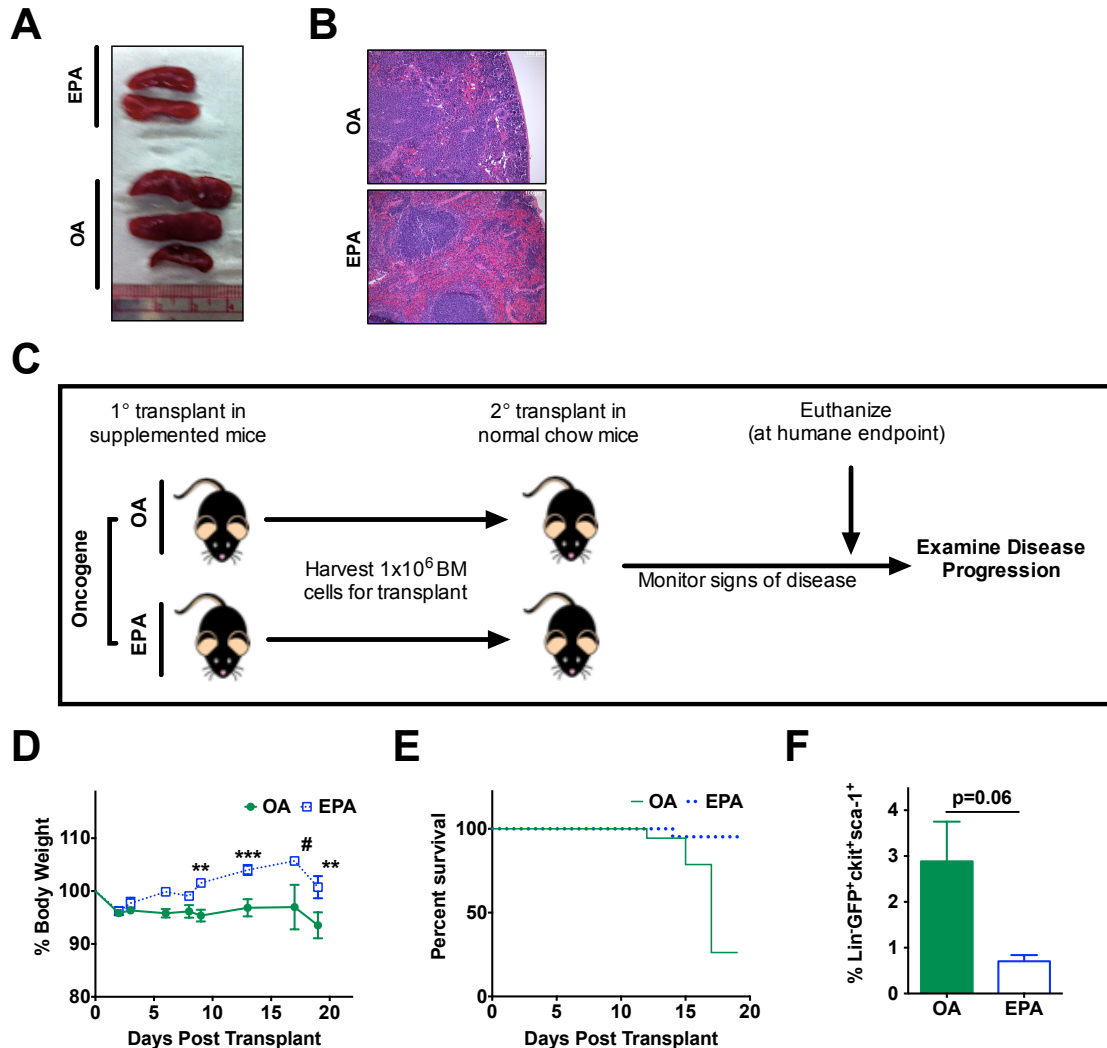 A
EPA
OA
B
OA
EPA
C
1° transplant in
supplemented mice
2° transplant in
normal chow mice
Euthanize
(at humane endpoint)
Oncogene
OA
EPA
Harvest 1x10⁶ BM
cells for transplant
Monitor signs of disease
Examine Disease
Progression
D
OA EPA
% Body Weight
110
100
90
80
** *** # **
0 5 10 15 20
Days Post Transplant
E
OA EPA
Percent survival
100
50
0
0 5 10 15 20
Days Post Transplant
F
% Lin⁻GFP⁺ckit⁺sca-1⁺
p=0.06
4
3
2
1
0
OA EPA